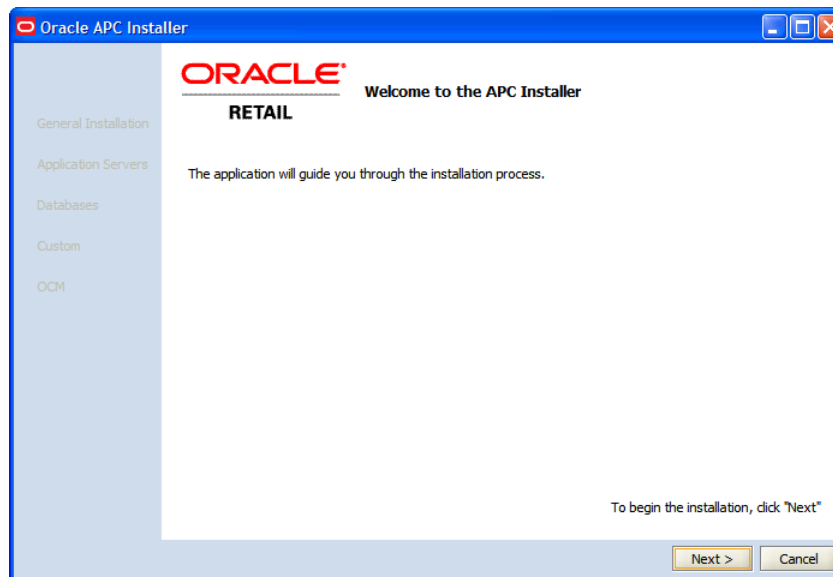 Oracle APC Installer
ORACLE
RETAIL
Welcome to the APC Installer
General Installation
Application Servers
Databases
Custom
OCM
The application will guide you through the installation process.
To begin the installation, click "Next"
Next >
Cancel